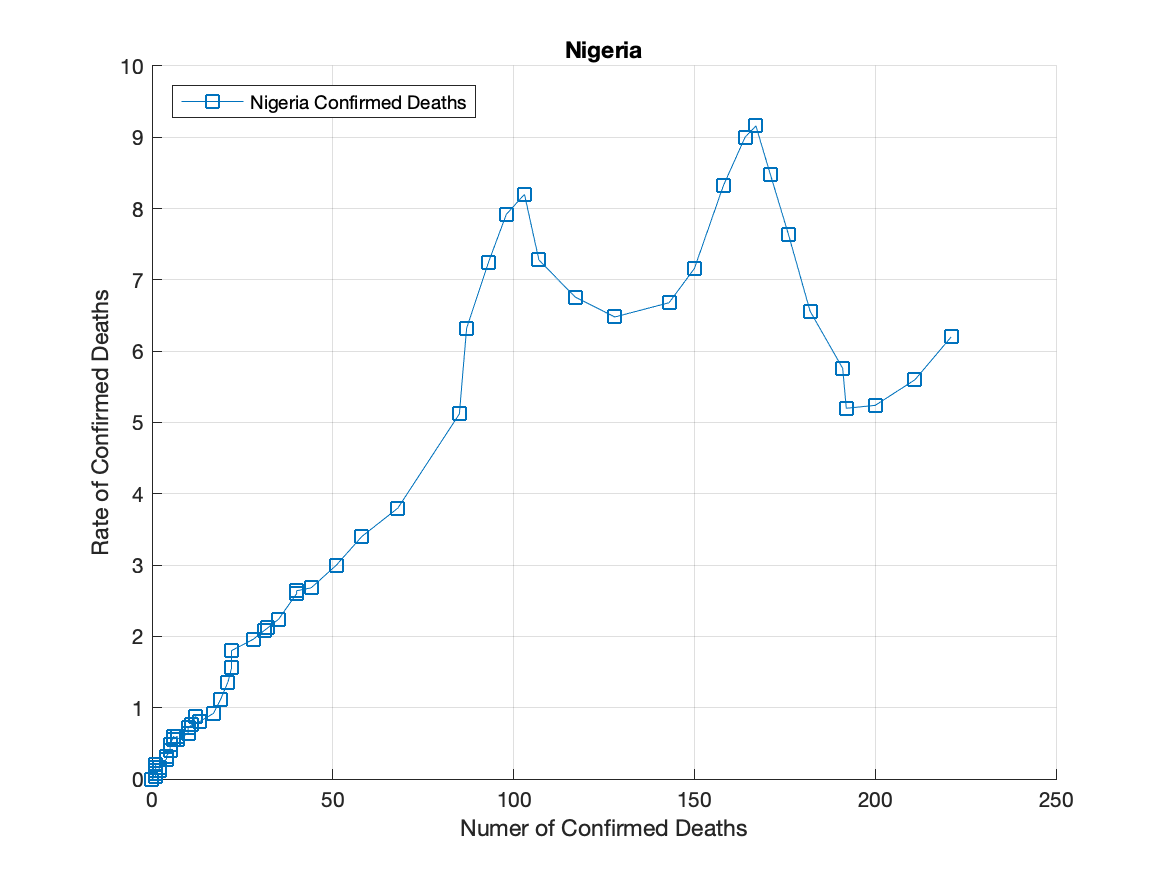 Nigeria
10
9
8
7
6
5
4
3
2
1
0
Nigeria Confirmed Deaths
Rate of Confirmed Deaths
0 50 100 150 200 250
Numer of Confirmed Deaths